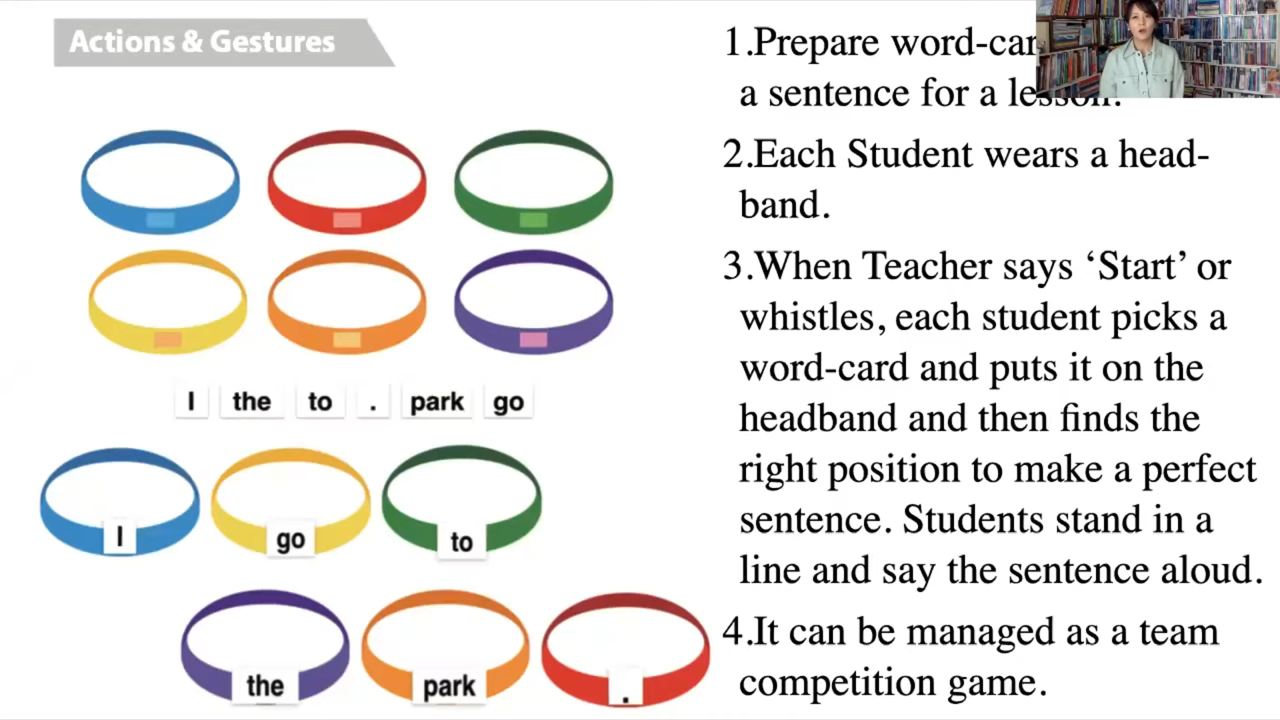 Actions & Gestures
1.Prepare word-car
a sentence for a lesson.
2.Each Student wears a head-
band.
3.When Teacher says ‘Start’ or
whistles, each student picks a
word-card and puts it on the
headband and then finds the
right position to make a perfect
sentence. Students stand in a
line and say the sentence aloud.
4.It can be managed as a team
competition game.
I the to . park go
I go to
the park .